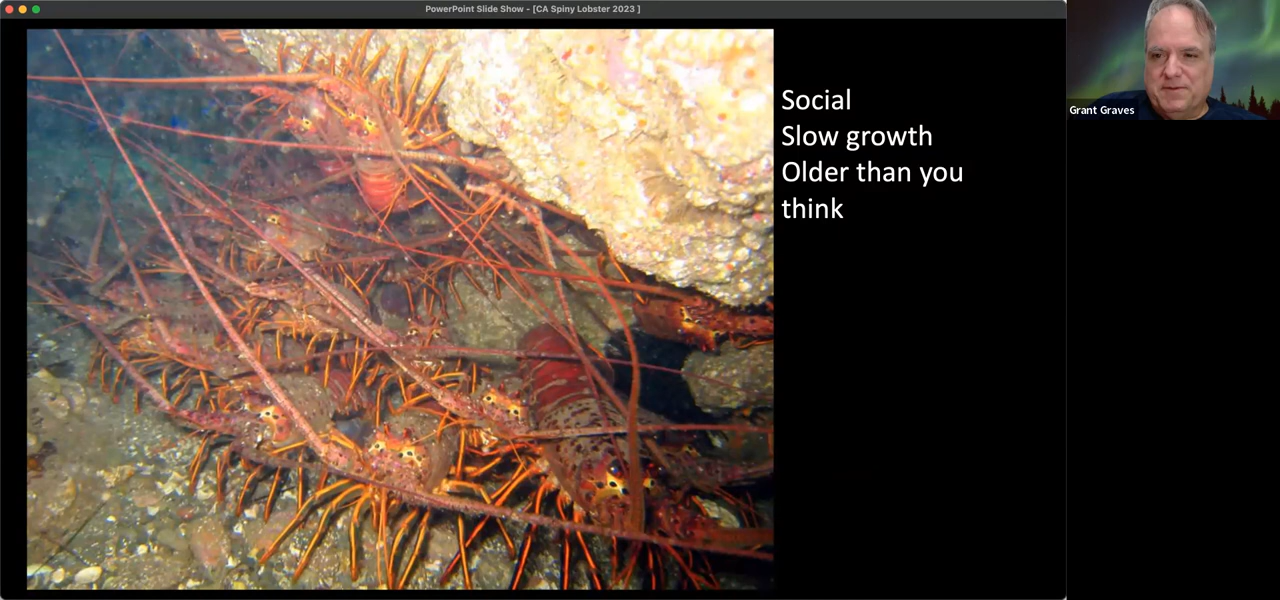 PowerPoint Slide Show - [CA Spiny Lobster 2023 ]
Social
Slow growth
Older than you
think
Grant Graves